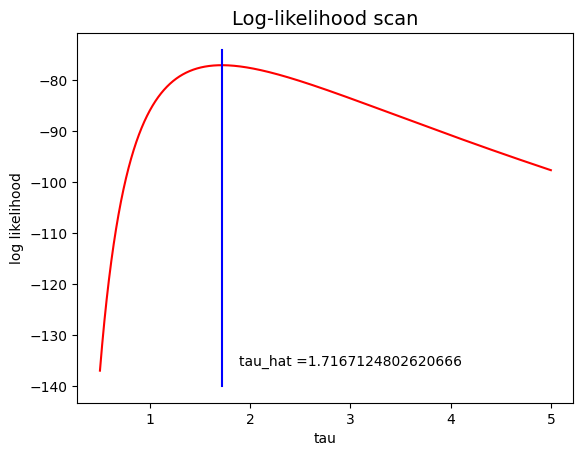 Log-likelihood scan
log likelihood
−80
−90
−100
−110
−120
−130
−140
tau_hat =1.7167124802620666
1 2 3 4 5
tau